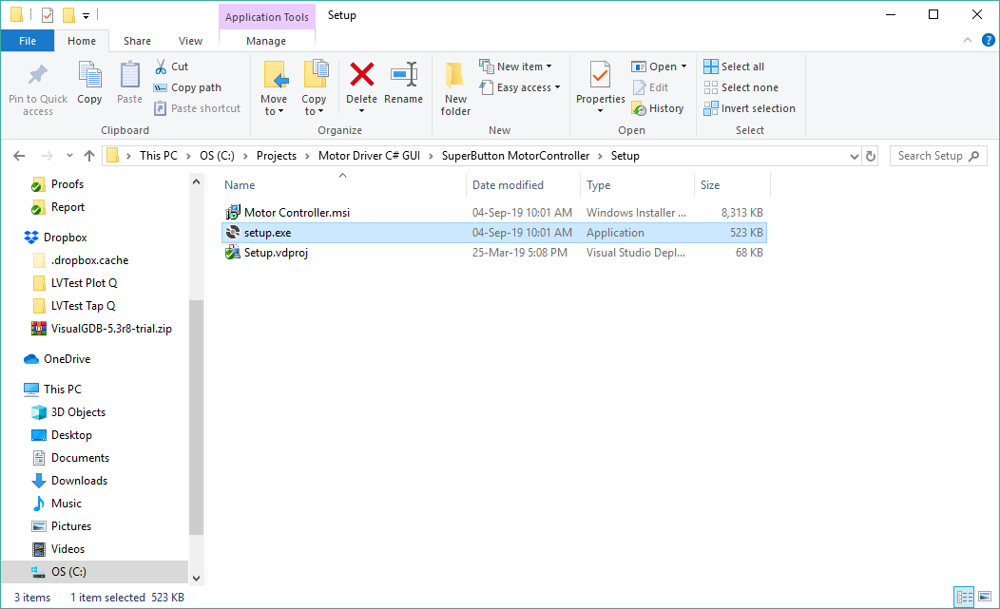 Application Tools Setup
File Home Share View Manage
Pin to Quick access
Copy
Paste
Cut
Copy path
Paste shortcut
Clipboard
Move to
Copy to
Delete
Rename
Organize
New folder
New item
Easy access
New
Properties
Open
Edit
History
Open
Select all
Select none
Invert selection
Select
This PC > OS (C:) > Projects > Motor Driver C# GUI > SuperButton MotorController > Setup
Search Setup
Proofs
Report
Dropbox
.dropbox.cache
LVTest Plot Q
LVTest Tap Q
VisualGDB-5.3r8-trial.zip
OneDrive
This PC
3D Objects
Desktop
Documents
Downloads
Music
Pictures
Videos
OS (C:)
Name Date modified Type Size
Motor Controller.msi 04-Sep-19 10:01 AM Windows Installer ... 8,313 KB
setup.exe 04-Sep-19 10:01 AM Application 523 KB
Setup.vdproj 25-Mar-19 5:08 PM Visual Studio Depl... 68 KB
3 items 1 item selected 523 KB